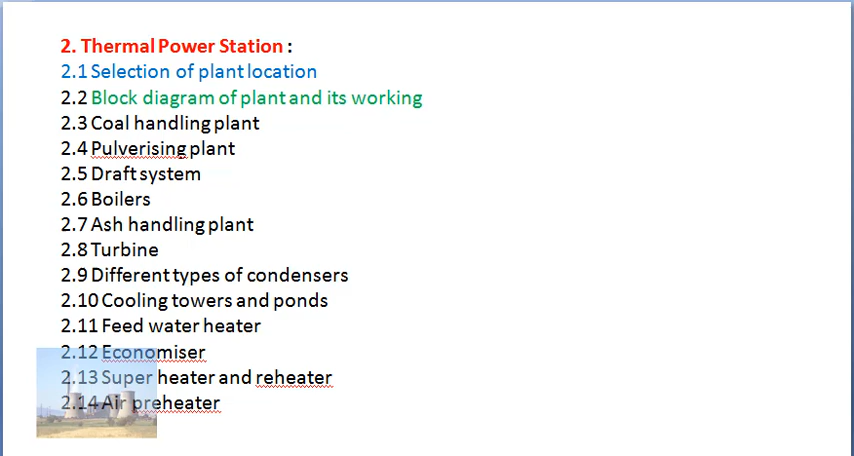 2. Thermal Power Station :
2.1 Selection of plant location
2.2 Block diagram of plant and its working
2.3 Coal handling plant
2.4 Pulverising plant
2.5 Draft system
2.6 Boilers
2.7 Ash handling plant
2.8 Turbine
2.9 Different types of condensers
2.10 Cooling towers and ponds
2.11 Feed water heater
2.12 Economiser
2.13 Super heater and reheater
2.14 Air preheater